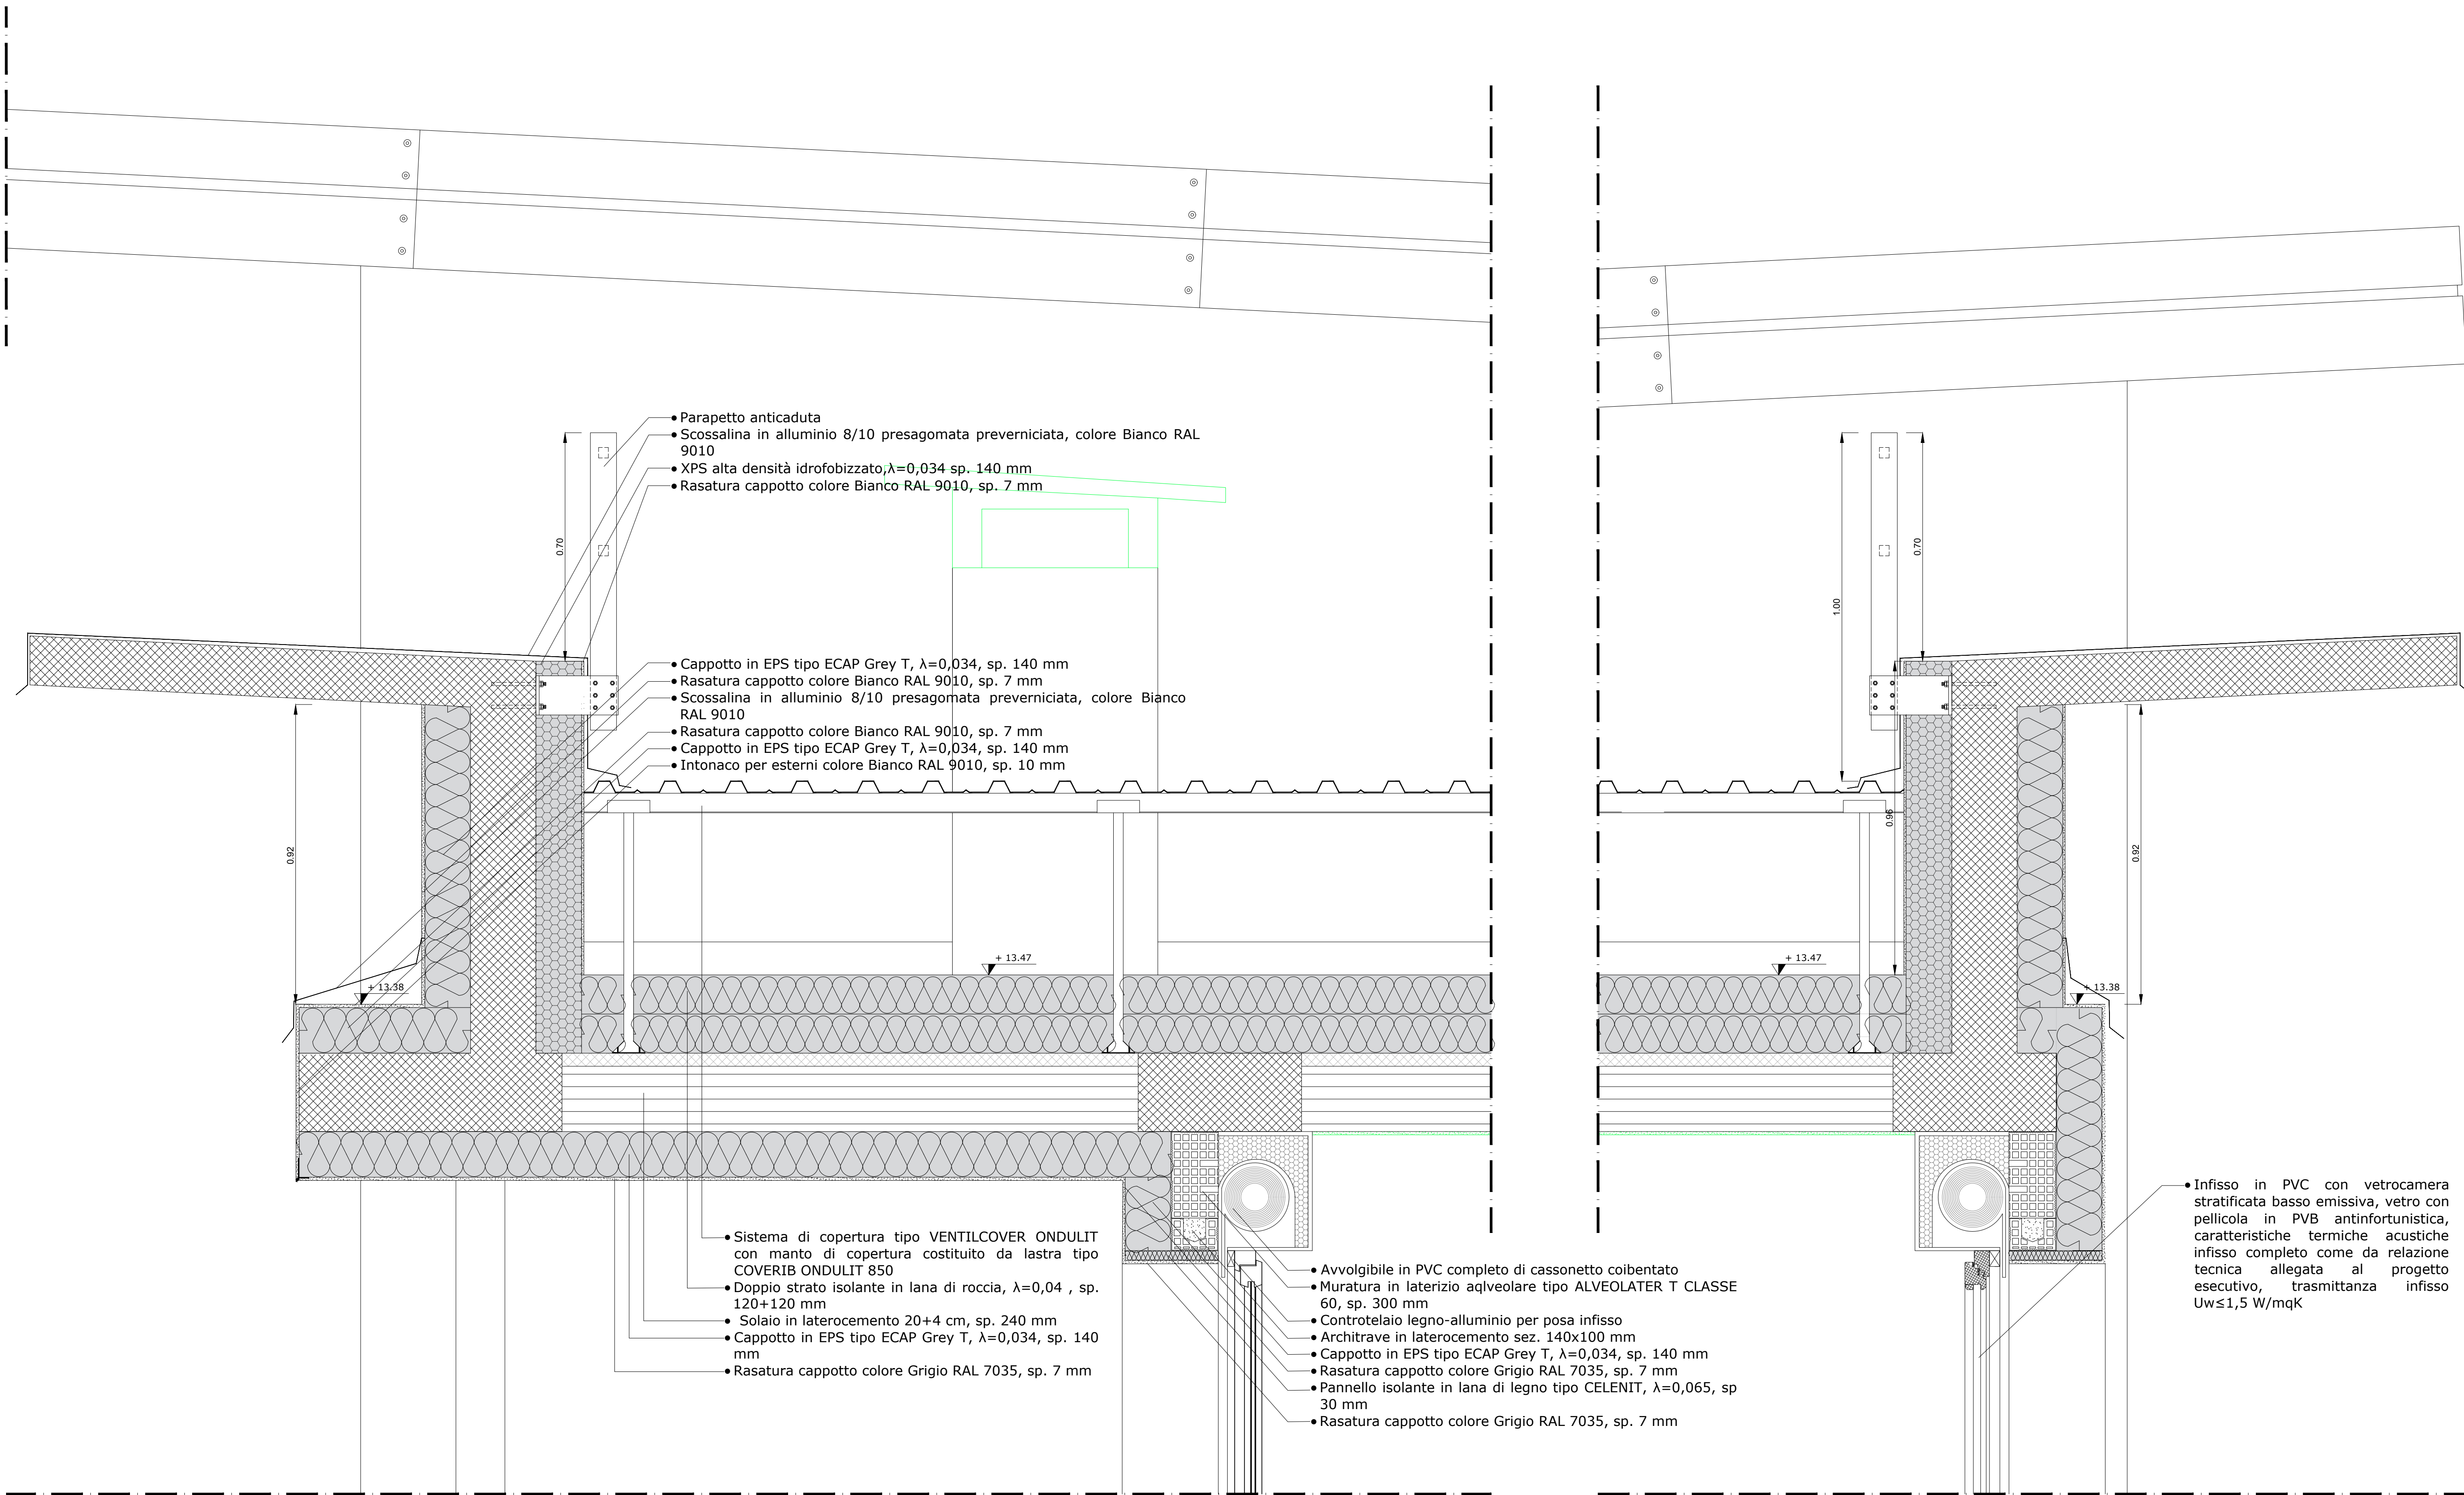 Parapetto anticaduta
Scossalina in alluminio 8/10 presagomata preverniciata, colore Bianco RAL
9010
XPS alta densità idrofobizzato,λ=0,034 sp. 140 mm
Rasatura cappotto colore Bianco RAL 9010, sp. 7 mm
0.70
1.00
0.70
Cappotto in EPS tipo ECAP Grey T, λ=0,034, sp. 140 mm
Rasatura cappotto colore Bianco RAL 9010, sp. 7 mm
Scossalina in alluminio 8/10 presagomata preverniciata, colore Bianco
RAL 9010
Rasatura cappotto colore Bianco RAL 9010, sp. 7 mm
Cappotto in EPS tipo ECAP Grey T, λ=0,034, sp. 140 mm
Intonaco per esterni colore Bianco RAL 9010, sp. 10 mm
0.92
0.96
0.92
+ 13.47
+ 13.47
+ 13.38
+ 13.38
Sistema di copertura tipo VENTILCOVER ONDULIT
con manto di copertura costituito da lastra tipo
COVERIB ONDULIT 850
Doppio strato isolante in lana di roccia, λ=0,04 , sp.
120+120 mm
Solaio in laterocemento 20+4 cm, sp. 240 mm
Cappotto in EPS tipo ECAP Grey T, λ=0,034, sp. 140
mm
Rasatura cappotto colore Grigio RAL 7035, sp. 7 mm
Avvolgibile in PVC completo di cassonetto coibentato
Muratura in laterizio aqlveolare tipo ALVEOLATER T CLASSE
60, sp. 300 mm
Controtelaio legno-alluminio per posa infisso
Architrave in laterocemento sez. 140x100 mm
Cappotto in EPS tipo ECAP Grey T, λ=0,034, sp. 140 mm
Rasatura cappotto colore Grigio RAL 7035, sp. 7 mm
Pannello isolante in lana di legno tipo CELENIT, λ=0,065, sp
30 mm
Rasatura cappotto colore Grigio RAL 7035, sp. 7 mm
Infisso in PVC con vetrocamera
stratificata basso emissiva, vetro con
pellicola in PVB antinfortunistica,
caratteristiche termiche acustiche
infisso completo come da relazione
tecnica allegata al progetto
esecutivo, trasmittanza infisso
Uw≤1,5 W/mqK